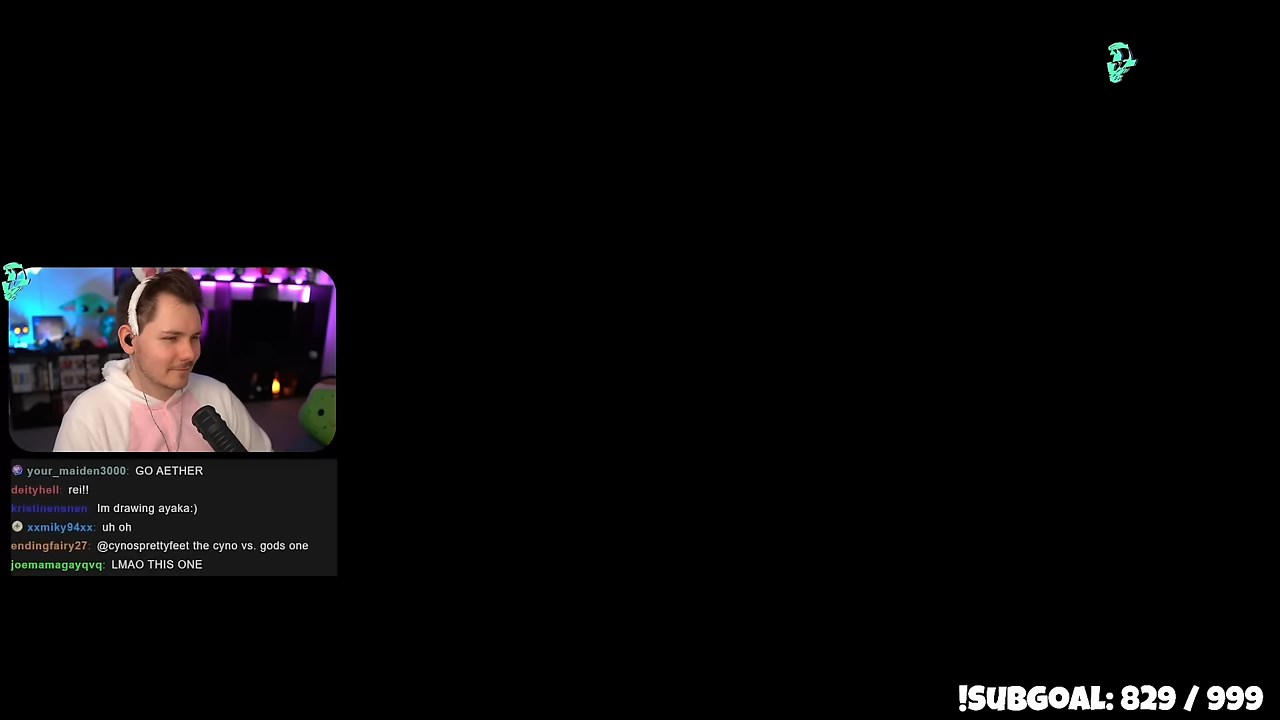 your_maiden3000: GO AETHER
deityhell: rei!!
kristinensnan: Im drawing ayaka:)
xxmiky94xx: uh oh
endingfairy27: @cynosprettyfeet the cyno vs. gods one
joemamagayqvq: LMAO THIS ONE
!SUBGOAL: 829 / 999